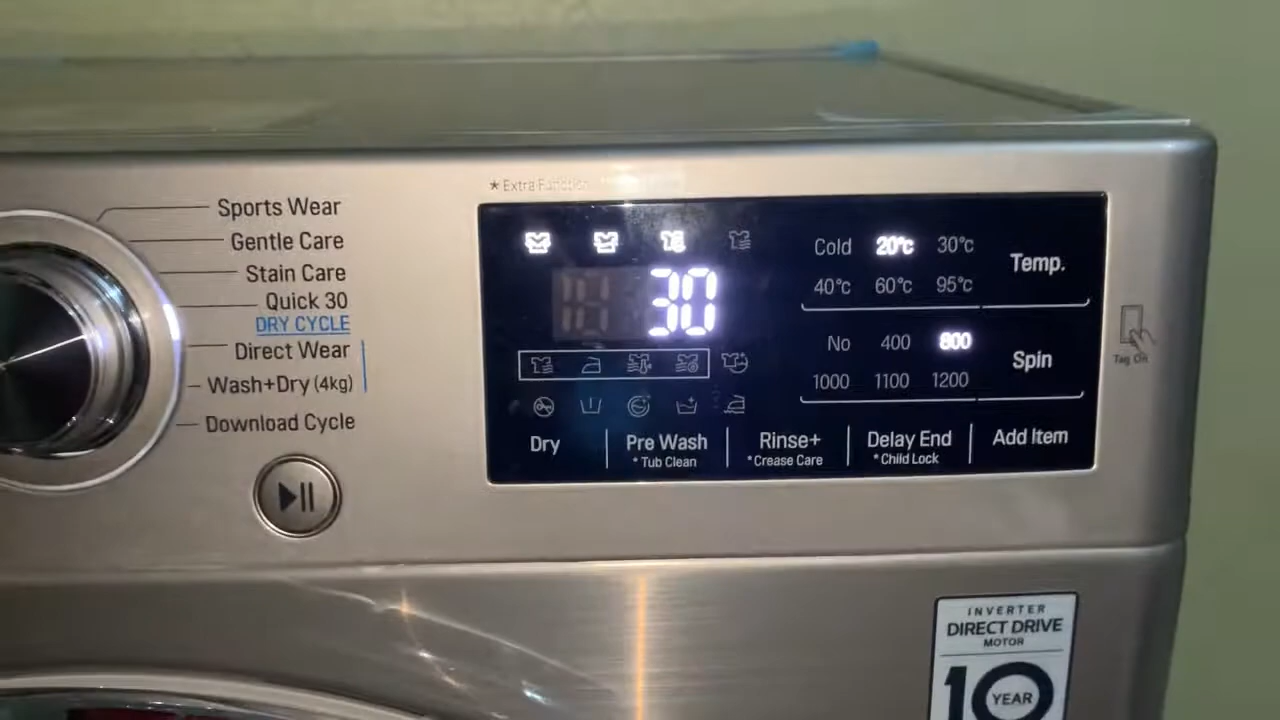 Sports Wear
Gentle Care
Stain Care
Quick 30
DRY CYCLE
Direct Wear
Wash+Dry (4kg)
Download Cycle
* Extra Function
30
Cold 20°c 30°c
40°c 60°c 95°c
Temp.
No 400 800
1000 1100 1200
Spin
Dry
Pre Wash
* Tub Clean
Rinse+
* Crease Care
Delay End
* Child Lock
Add Item
Tag On
INVERTER
DIRECT DRIVE
MOTOR
10 YEAR